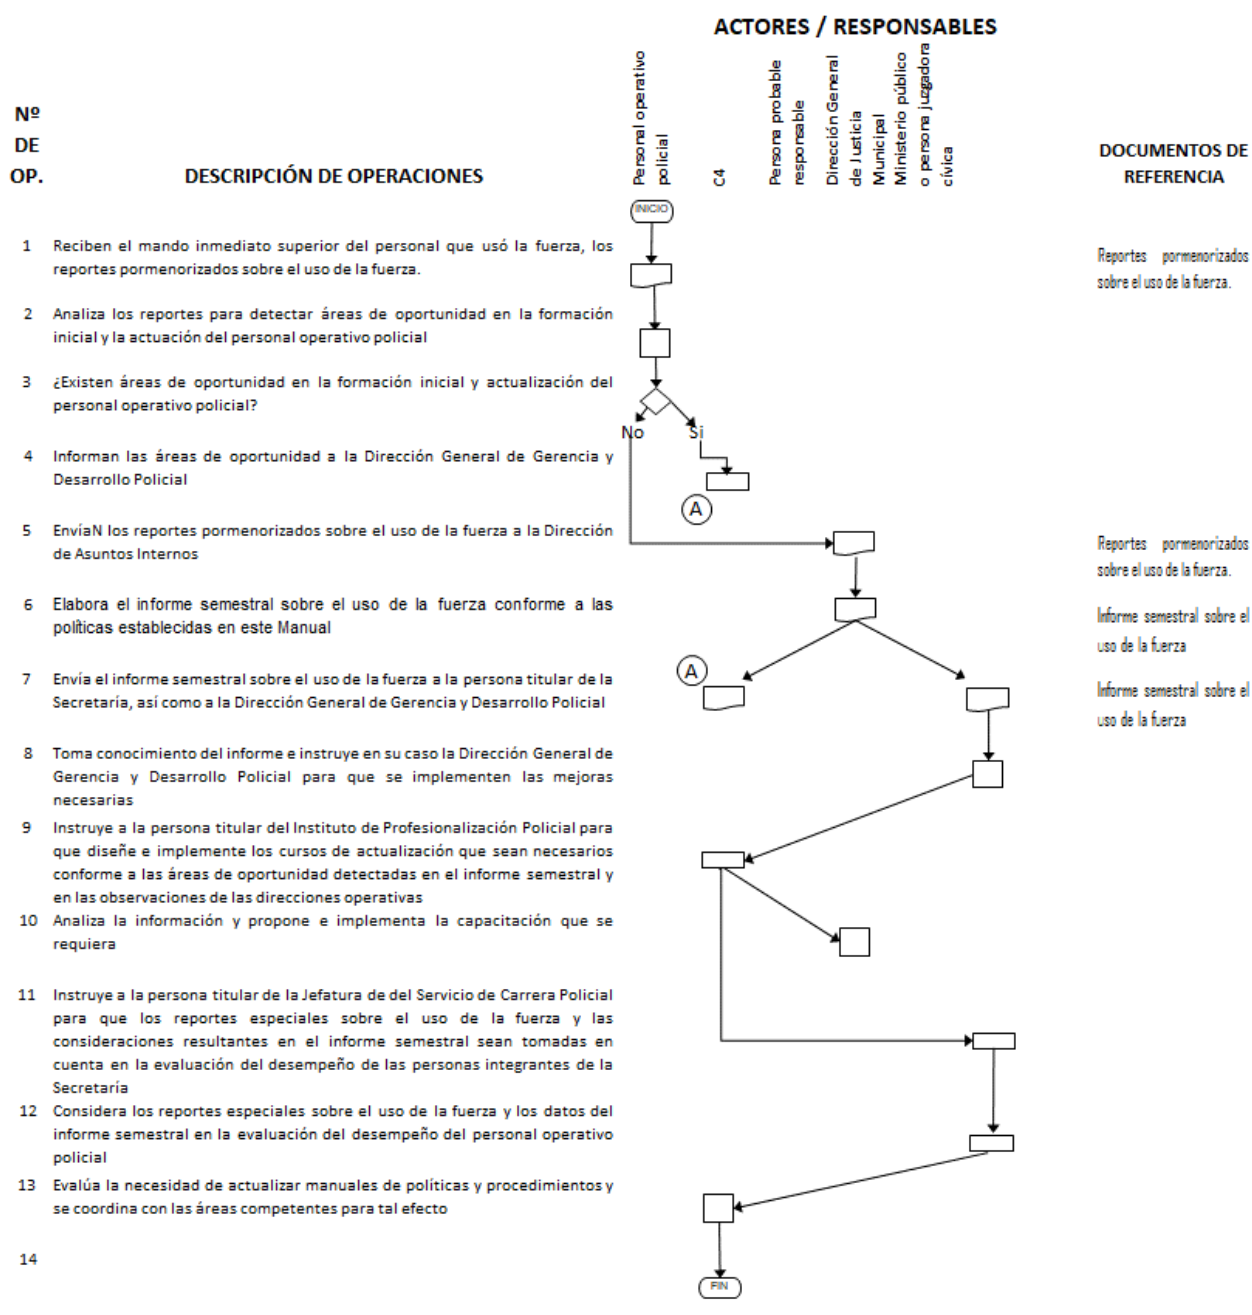 ACTORES / RESPONSABLES
Nº
DE
OP.
DESCRIPCIÓN DE OPERACIONES
Personal operativo
policial
C4
Persona probable
responsable
Dirección General
de Justicia
Municipal
Ministerio público
o persona juzgadora
cívica
DOCUMENTOS DE
REFERENCIA
INICIO
1 Reciben el mando inmediato superior del personal que usó la fuerza, los
reportes pormenorizados sobre el uso de la fuerza.
Reportes pormenorizados
sobre el uso de la fuerza.
2 Analiza los reportes para detectar áreas de oportunidad en la formación
inicial y la actuación del personal operativo policial
3 ¿Existen áreas de oportunidad en la formación inicial y actualización del
personal operativo policial?
No Si
4 Informan las áreas de oportunidad a la Dirección General de Gerencia y
Desarrollo Policial
A
5 EnvíaN los reportes pormenorizados sobre el uso de la fuerza a la Dirección
de Asuntos Internos
Reportes pormenorizados
sobre el uso de la fuerza.
6 Elabora el informe semestral sobre el uso de la fuerza conforme a las
políticas establecidas en este Manual
Informe semestral sobre el
uso de la fuerza
7 Envía el informe semestral sobre el uso de la fuerza a la persona titular de la
Secretaría, así como a la Dirección General de Gerencia y Desarrollo Policial
A
Informe semestral sobre el
uso de la fuerza
8 Toma conocimiento del informe e instruye en su caso la Dirección General de
Gerencia y Desarrollo Policial para que se implementen las mejoras
necesarias
9 Instruye a la persona titular del Instituto de Profesionalización Policial para
que diseñe e implemente los cursos de actualización que sean necesarios
conforme a las áreas de oportunidad detectadas en el informe semestral y
en las observaciones de las direcciones operativas
10 Analiza la información y propone e implementa la capacitación que se
requiera
11 Instruye a la persona titular de la Jefatura de del Servicio de Carrera Policial
para que los reportes especiales sobre el uso de la fuerza y las
consideraciones resultantes en el informe semestral sean tomadas en
cuenta en la evaluación del desempeño de las personas integrantes de la
Secretaría
12 Considera los reportes especiales sobre el uso de la fuerza y los datos del
informe semestral en la evaluación del desempeño del personal operativo
policial
13 Evalúa la necesidad de actualizar manuales de políticas y procedimientos y
se coordina con las áreas competentes para tal efecto
14
FIN